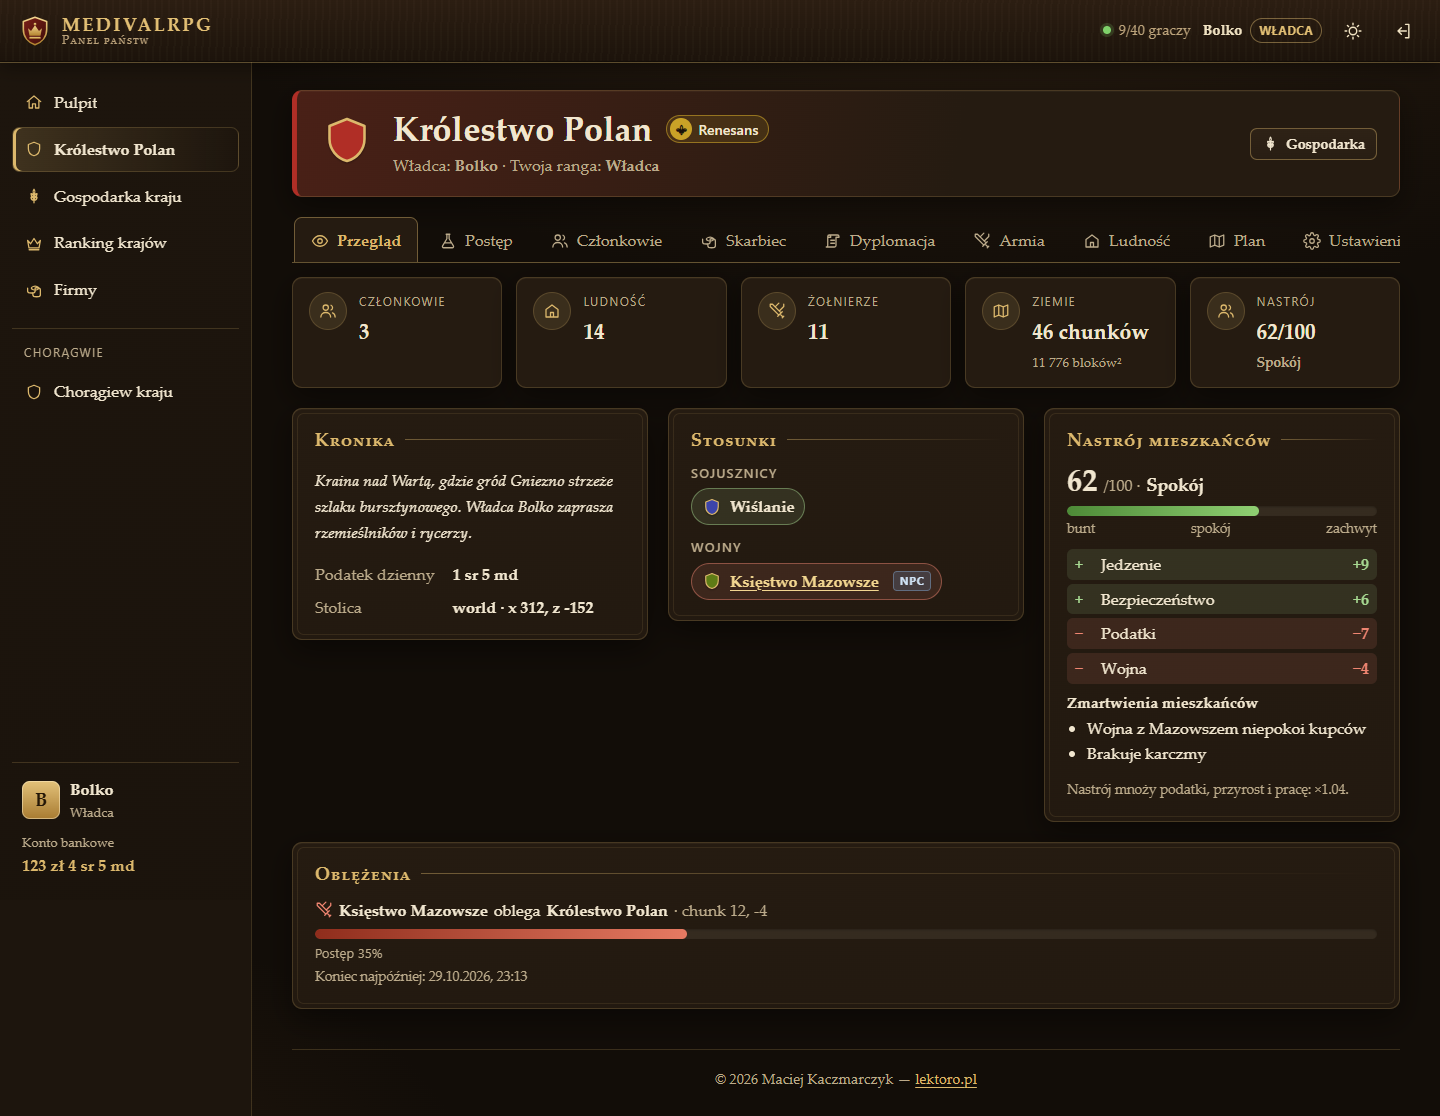 MEDIVALRPG
Panel państw
9/40 graczy Bolko WŁADCA
Pulpit
Królestwo Polan
Gospodarka kraju
Ranking krajów
Firmy
CHORĄGWIE
Chorągiew kraju
Bolko
B
Władca
Konto bankowe
123 zł 4 sr 5 md
Królestwo Polan Renesans
Władca: Bolko · Twoja ranga: Władca
Gospodarka
Przegląd Postęp Członkowie Skarbiec Dyplomacja Armia Ludność Plan Ustawieni
CZŁONKOWIE
3
LUDNOŚĆ
14
ŻOŁNIERZE
11
ZIEMIE
46 chunków
11 776 bloków²
NASTRÓJ
62/100
Spokój
Kronika
Kraina nad Wartą, gdzie gród Gniezno strzeże
szlaku bursztynowego. Władca Bolko zaprasza
rzemieślników i rycerzy.
Podatek dzienny 1 sr 5 md
Stolica world · x 312, z -152
Stosunki
SOJUSZNICY
Wiślanie
WOJNY
Księstwo Mazowsze NPC
Nastrój mieszkańców
62 /100 · Spokój
bunt spokój zachwyt
+ Jedzenie +9
+ Bezpieczeństwo +6
− Podatki −7
− Wojna −4
Zmartwienia mieszkańców
• Wojna z Mazowszem niepokoi kupców
• Brakuje karczmy
Nastrój mnoży podatki, przyrost i pracę: ×1.04.
Oblężenia
Księstwo Mazowsze oblega Królestwo Polan · chunk 12, -4
Postęp 35%
Koniec najpóźniej: 29.10.2026, 23:13
© 2026 Maciej Kaczmarczyk — lektoro.pl